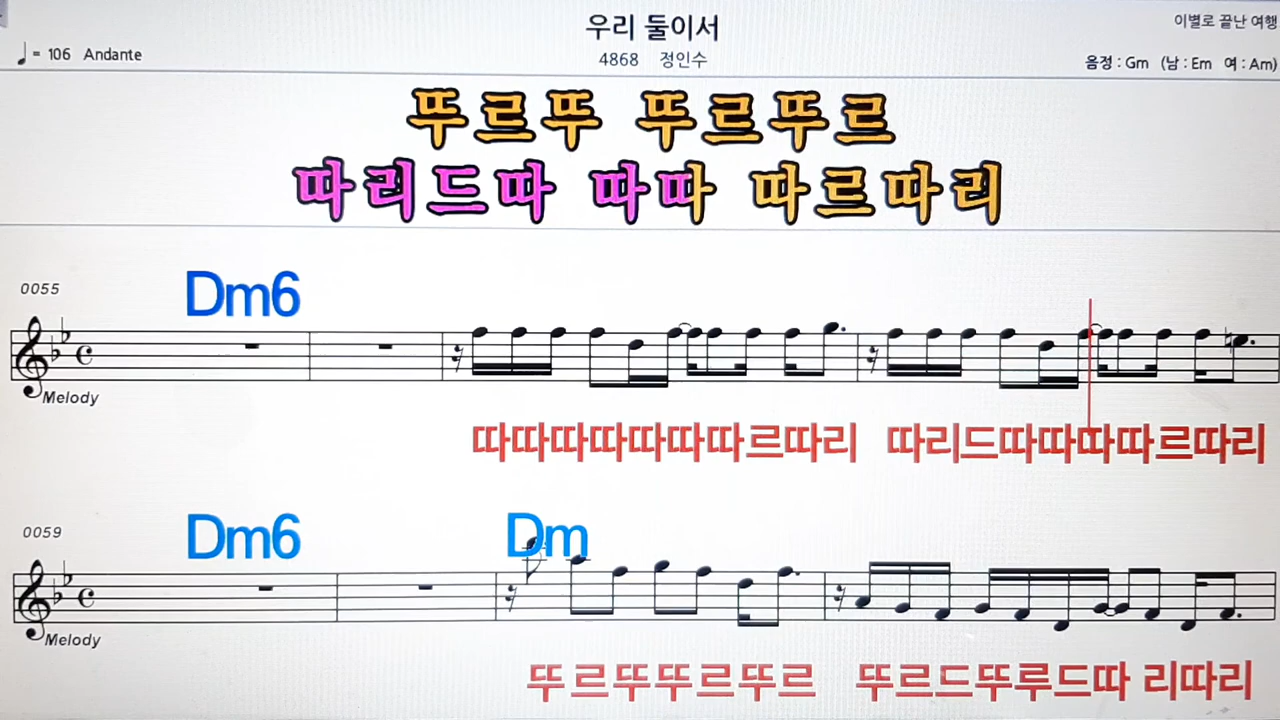 우리 둘이서
이별로 끝난 여행
♩= 106 Andante
4868 정인수
음정 : Gm (남 : Em 여 : Am)
뚜르뚜 뚜르뚜르
따리드따 따따 따르따리
0055
Dm6
Melody
따따따따따따따르따리 따리드따따따따르따리
0059
Dm6 Dm
Melody
뚜르뚜뚜르뚜르 뚜르드뚜루드따 리따리